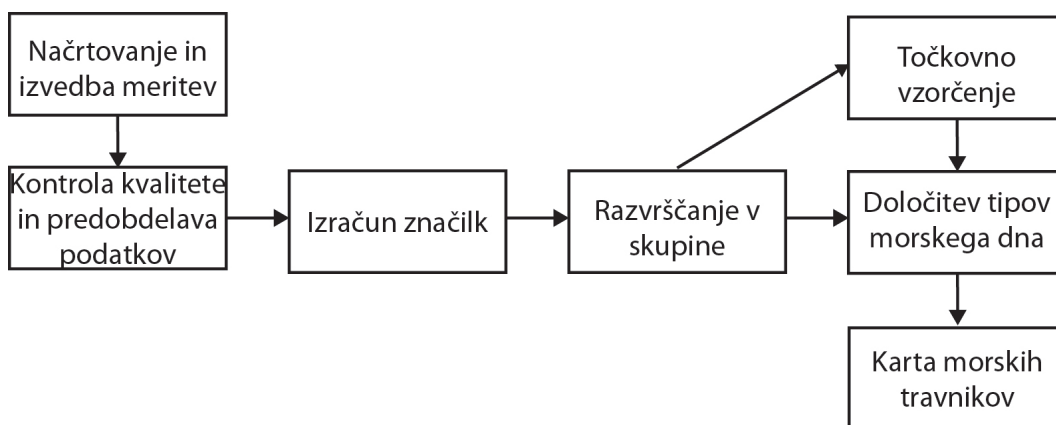 Načrtovanje in
izvedba meritev
Kontrola kvalitete
in predobdelava
podatkov
Izračun značilk
Razvrščanje v
skupine
Točkovno
vzorčenje
Določitev tipov
morskega dna
Karta morskih
travnikov